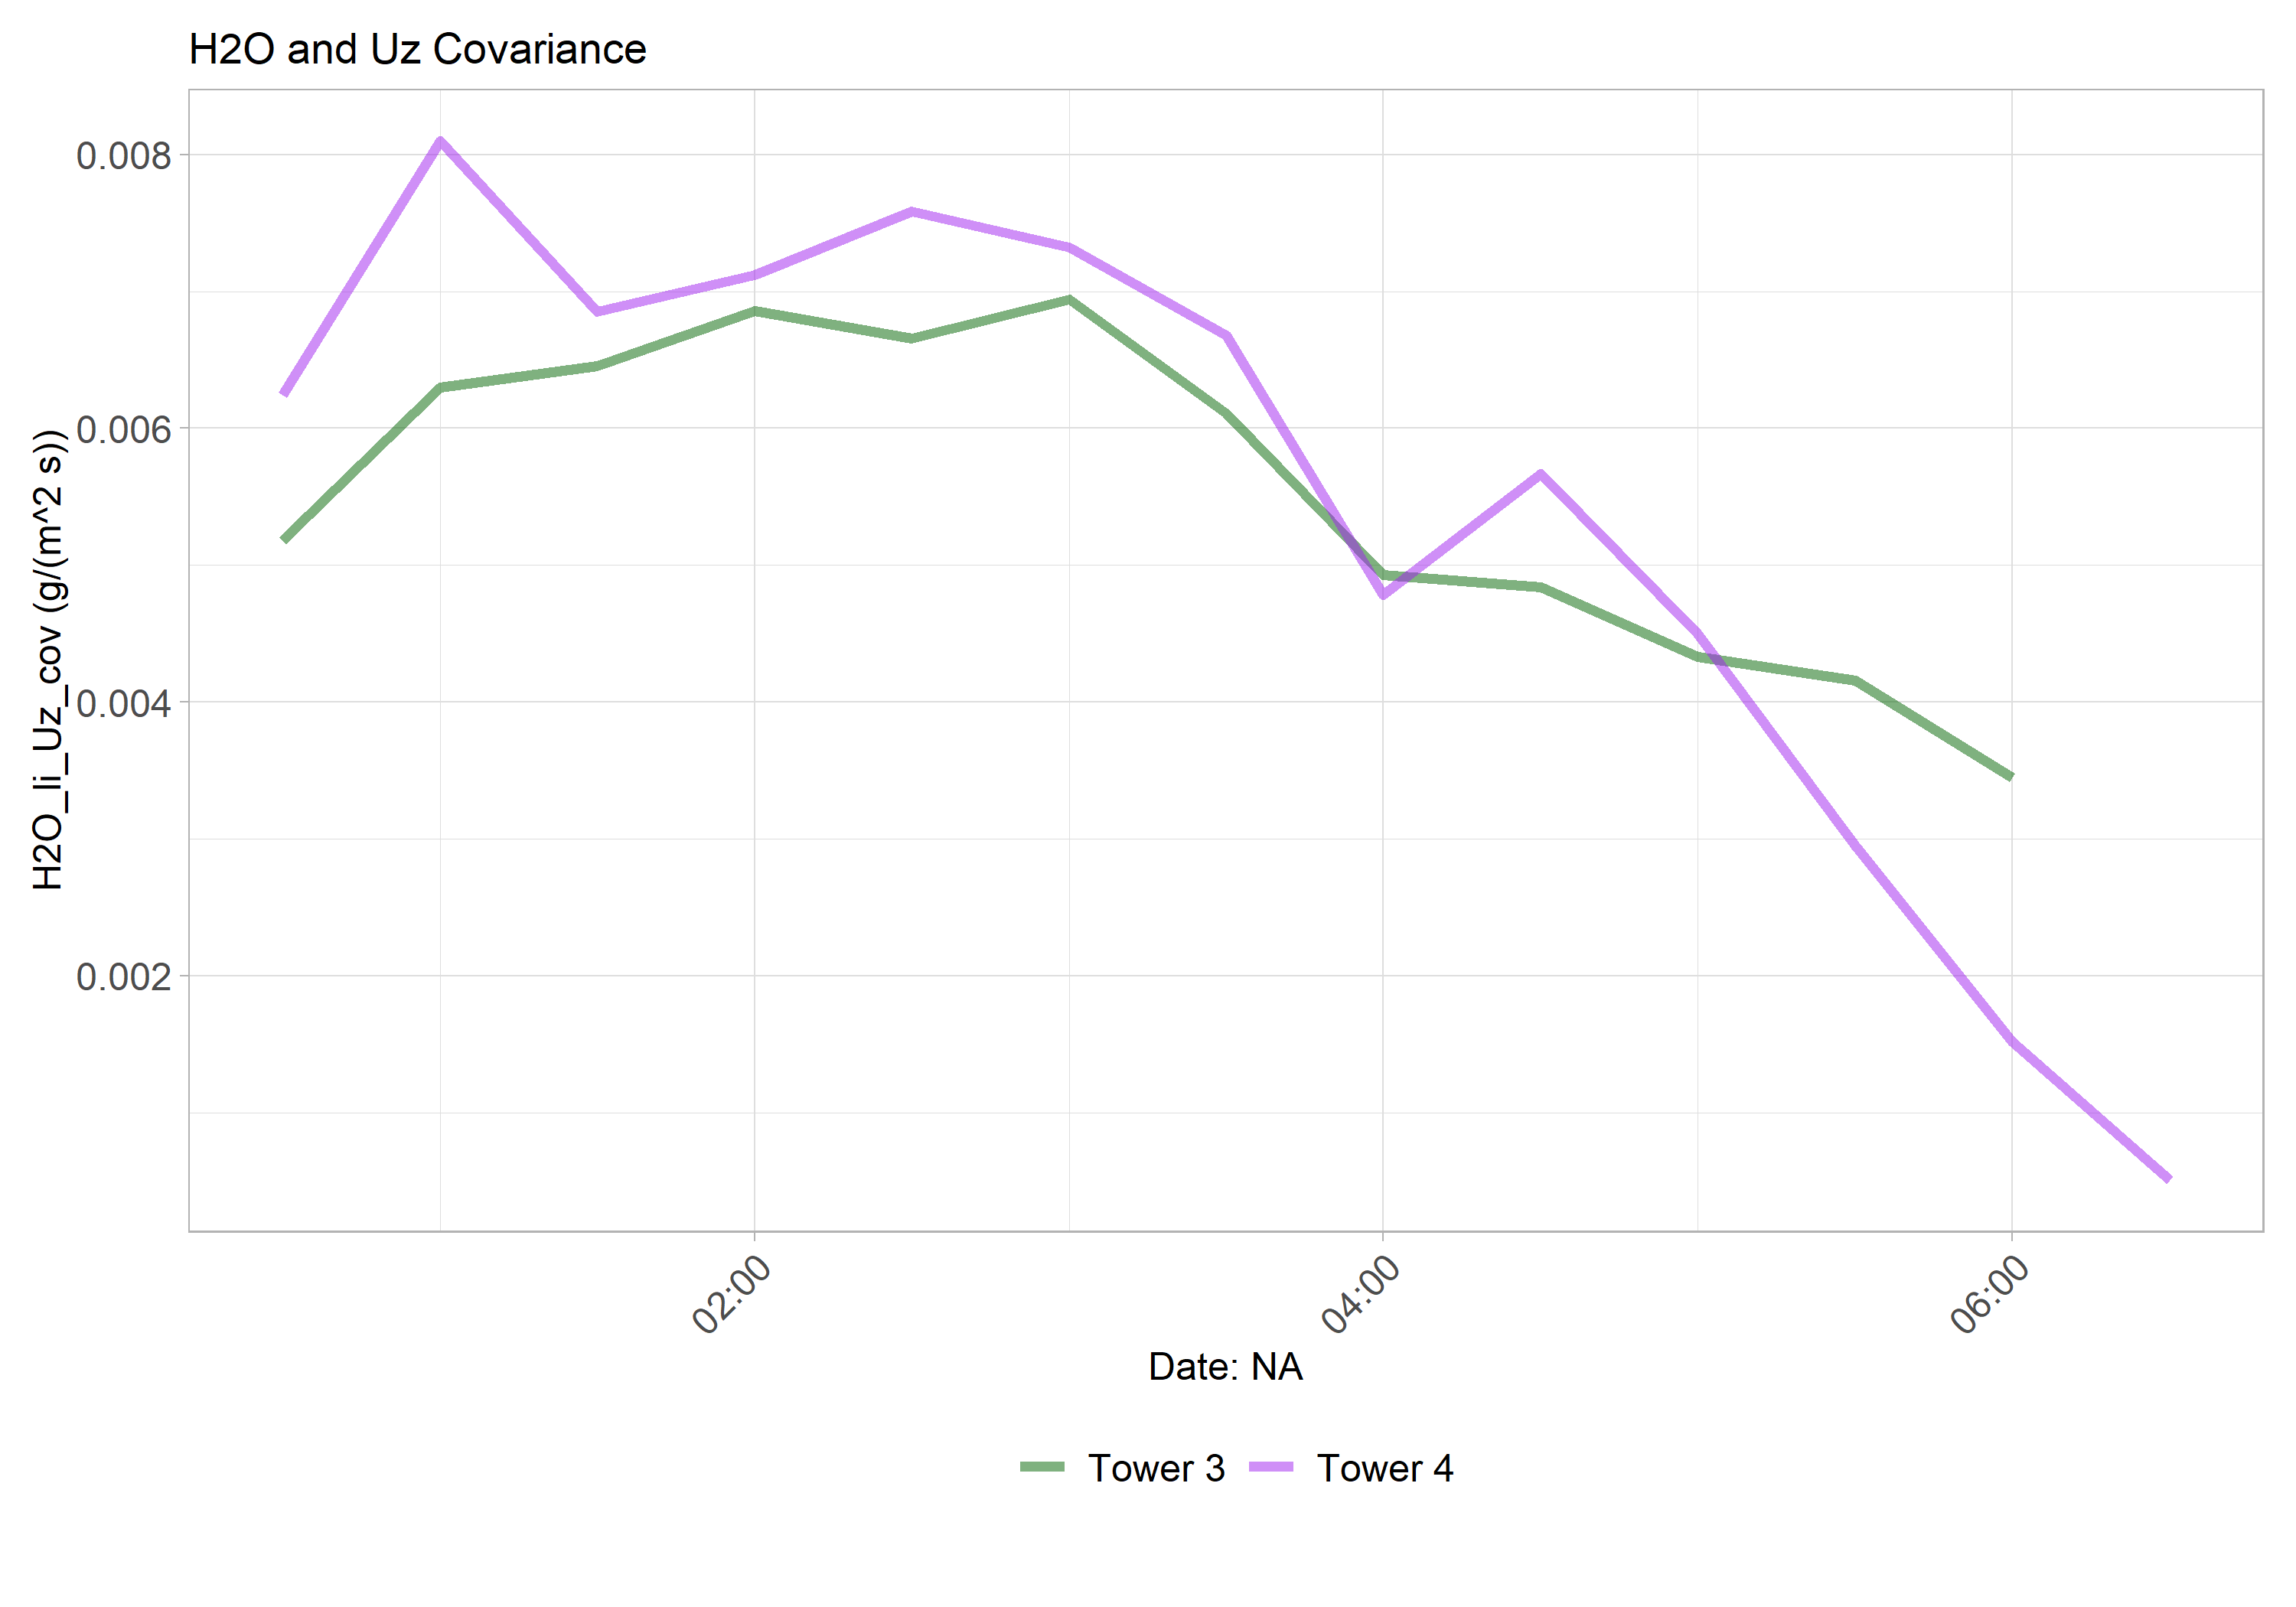 H2O and Uz Covariance
H2O_li_Uz_cov (g/(m^2 s))
0.008
0.006
0.004
0.002
02:00
04:00
06:00
Date: NA
Tower 3
Tower 4